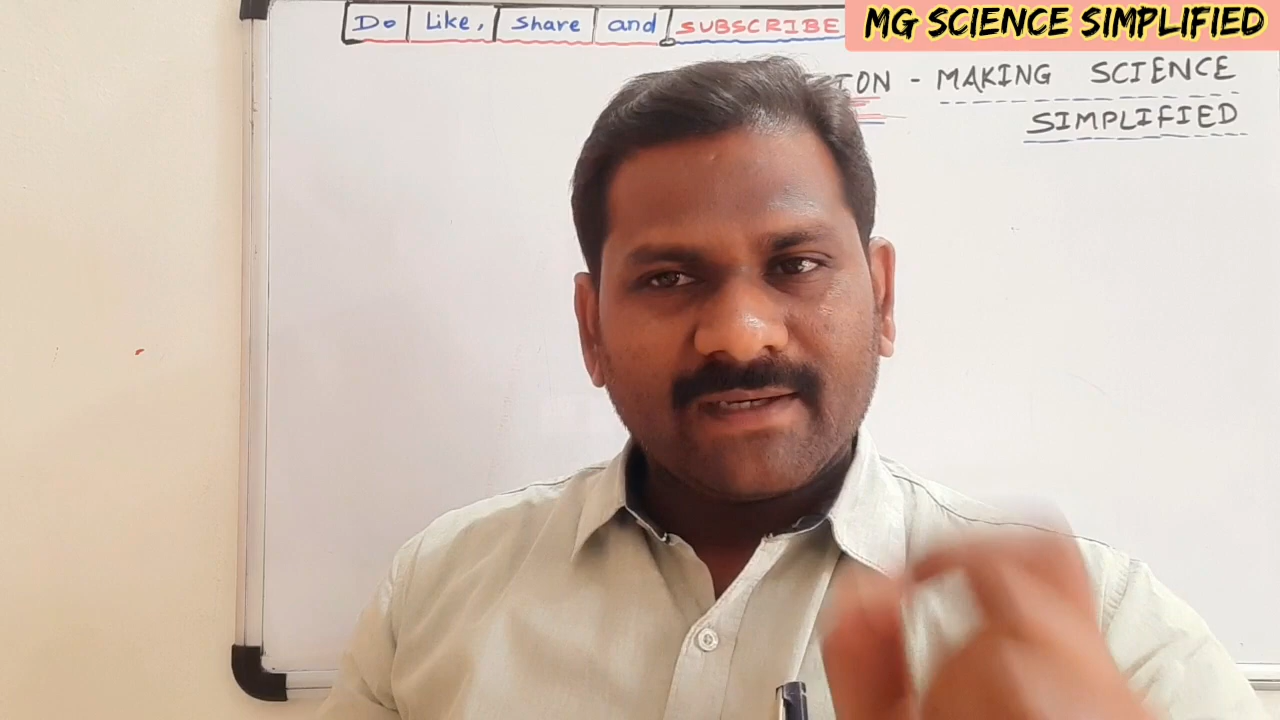 Do Like, Share and SUBSCRIBE
MG SCIENCE SIMPLIFIED
- MAKING SCIENCE
SIMPLIFIED